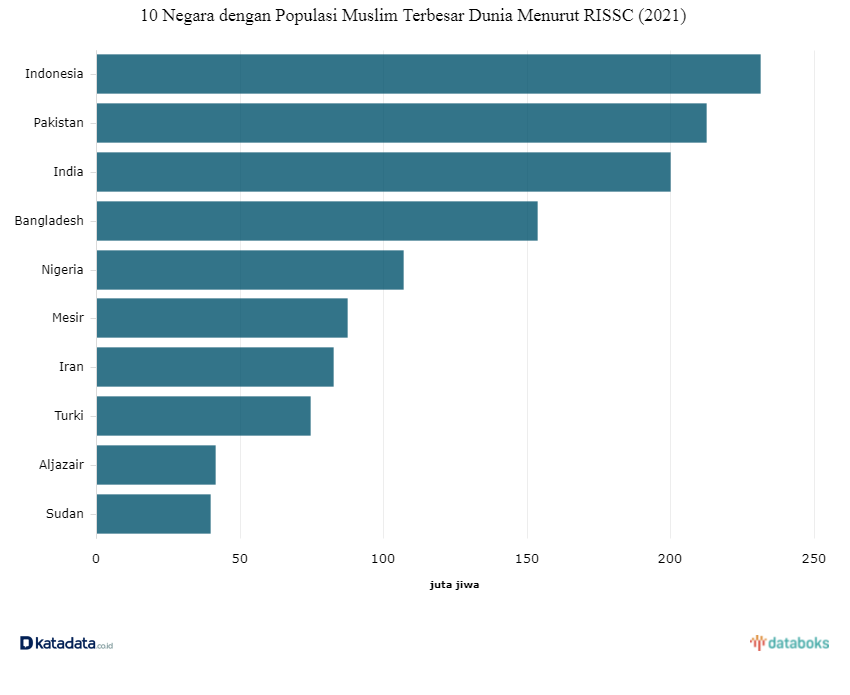 10 Negara dengan Populasi Muslim Terbesar Dunia Menurut RISSC (2021)
Indonesia
Pakistan
India
Bangladesh
Nigeria
Mesir
Iran
Turki
Aljazair
Sudan
0 50 100 150 200 250
juta jiwa
katadata.co.id databoks